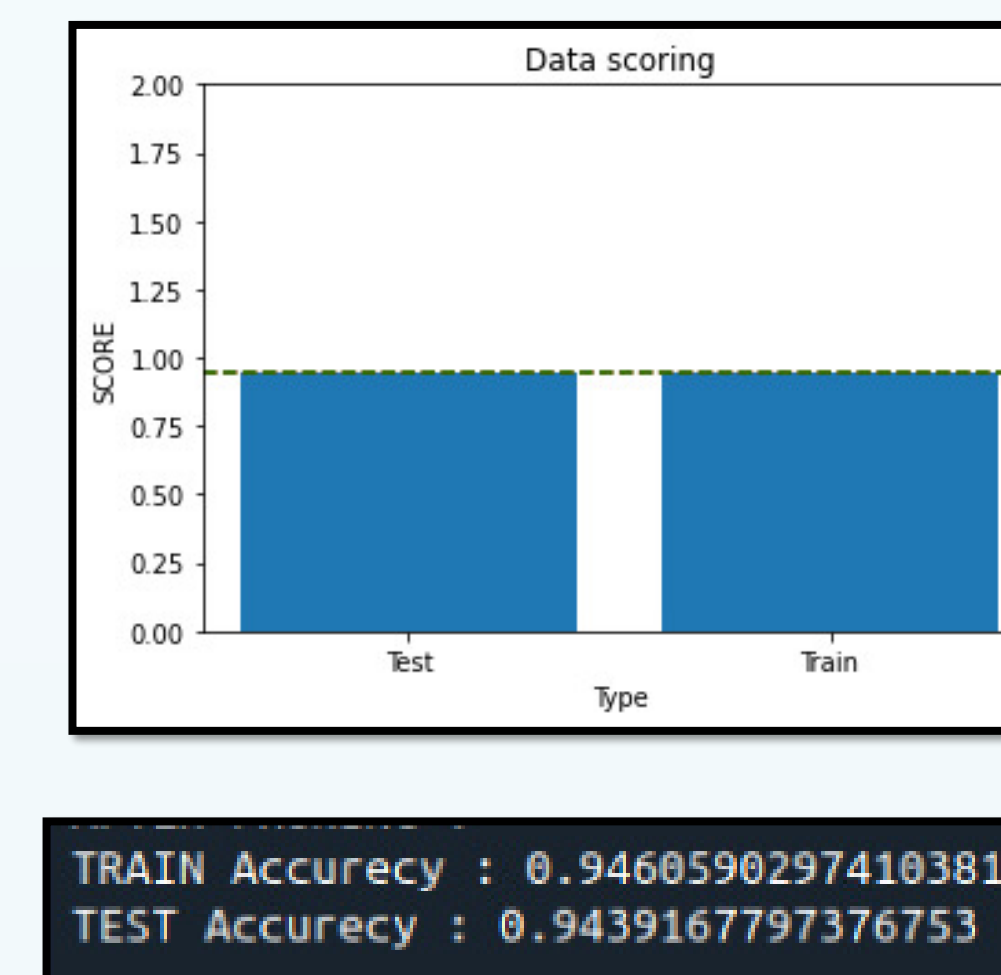 Data scoring
2.00
1.75
1.50
1.25
1.00
0.75
0.50
0.25
0.00
SCORE
Test Train
Type
TRAIN Accurecy : 0.9460590297410381
TEST Accurecy : 0.9439167797376753